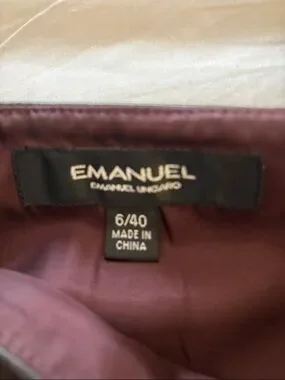 EMANUEL
EMANUEL UNGARO
6/40
MADE IN
CHINA